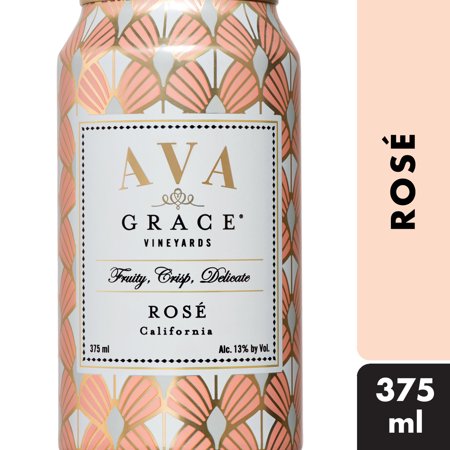 AVA
GRACE®
VINEYARDS
Fruity, Crisp, Delicate
ROSÉ
California
375 ml
Alc. 13% by Vol.
ROSÉ
375
ml